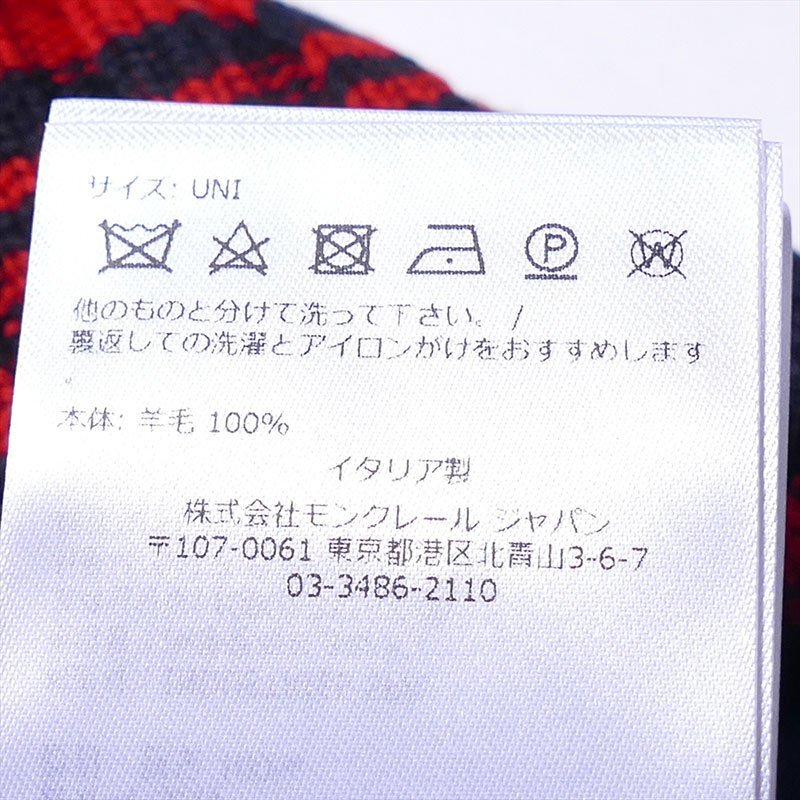 サイズ: UNI
P W
他のものと分けて洗って下さい。/
裏返しての洗濯とアイロンがけをおすすめします
。
本体: 羊毛 100%
イタリア製
株式会社モンクレール ジャパン
〒107-0061 東京都港区北青山3-6-7
03-3486-2110